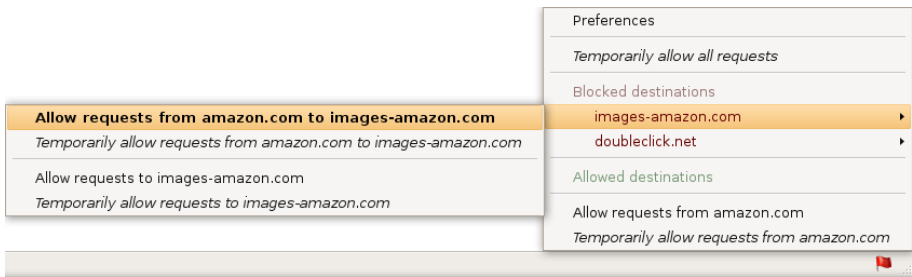 Preferences
Temporarily allow all requests
Blocked destinations
images-amazon.com
doubleclick.net
Allowed destinations
Allow requests from amazon.com
Temporarily allow requests from amazon.com
Allow requests from amazon.com to images-amazon.com
Temporarily allow requests from amazon.com to images-amazon.com
Allow requests to images-amazon.com
Temporarily allow requests to images-amazon.com